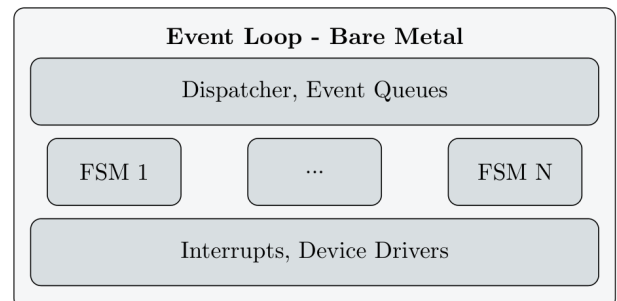 Event Loop - Bare Metal
Dispatcher, Event Queues
FSM 1
...
FSM N
Interrupts, Device Drivers